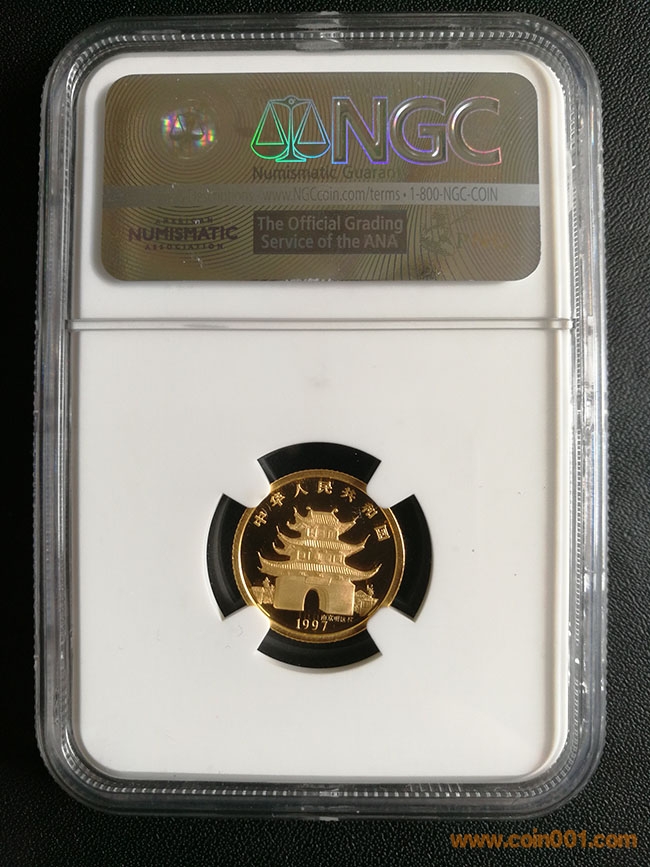 NGC
Numismatic Guaran
www.NGCcoin.com/terms • 1-800-NGC-COIN
AMERICAN
NUMISMATIC
ASSOCIATION
The Official Grading
Service of the ANA
中华人民共和国
1997
www.coin001.com